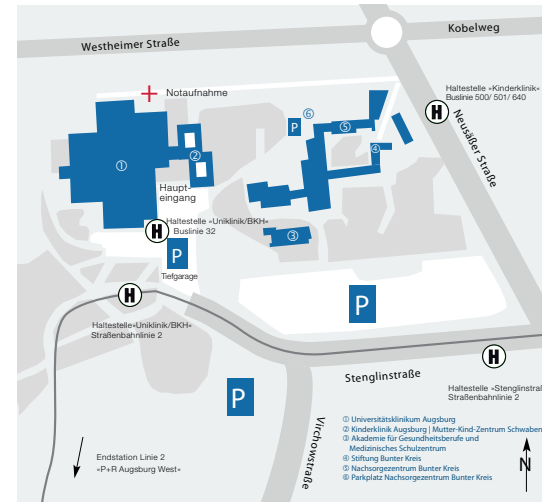 Westheimer Straße
Kobelweg
Notaufnahme
Haltestelle »Kinderklinik«
Buslinie 500/ 501/ 640
H
Neusäßer Straße
⑥
P
⑤
①
②
④
Haupt-
eingang
Haltestelle »Uniklinik/BKH«
Buslinie 32
H
③
P
Tiefgarage
H
P
Haltestelle»Uniklinik/BKH«
Straßenbahnlinie 2
H
Stenglinstraße
Haltestelle »Stenglinstra
Straßenbahnlinie 2
P
Virchowstraße
① Universitätsklinikum Augsburg
② Kinderklinik Augsburg | Mutter-Kind-Zentrum Schwaben
③ Akademie für Gesundheitsberufe und
Medizinisches Schulzentrum
④ Stiftung Bunter Kreis
⑤ Nachsorgezentrum Bunter Kreis
⑥ Parkplatz Nachsorgezentrum Bunter Kreis
Endstation Linie 2
»P+R Augsburg West«
N